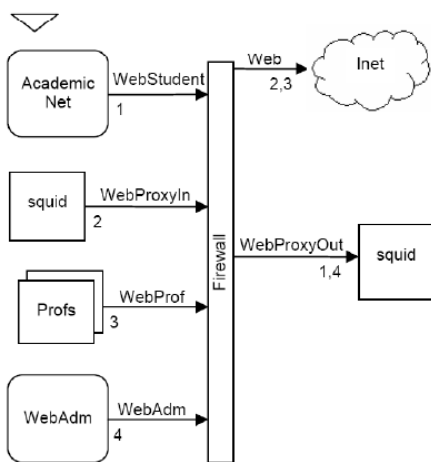 Academic
Net
WebStudent
1
Web
2,3
Inet
squid
WebProxyIn
2
Firewall
WebProxyOut
1,4
squid
Profs
WebProf
3
WebAdm
WebAdm
4